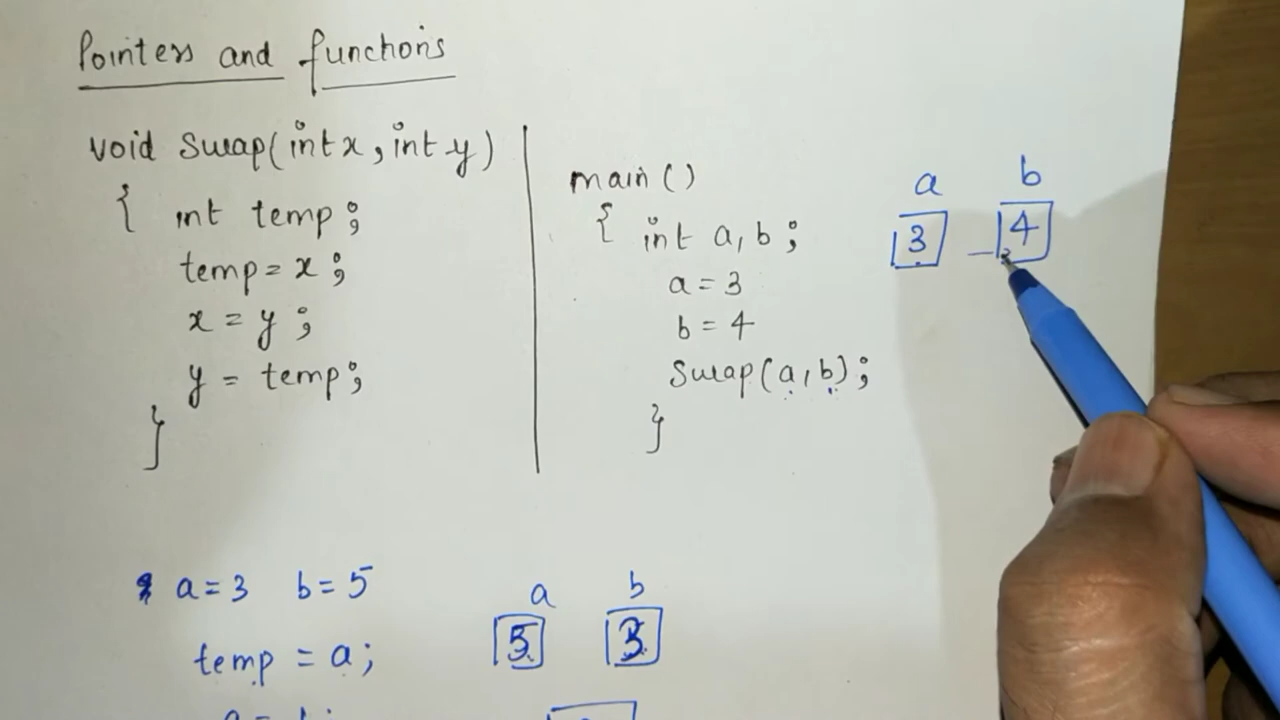 Pointers and functions
void Swap(int x, int y)
{ int temp;
temp = x;
x = y;
y = temp;
}
main()
{ int a, b;
a = 3
b = 4
Swap(a, b);
}
a b
3 4
a = 3 b = 5
temp = a;
a b
5 3